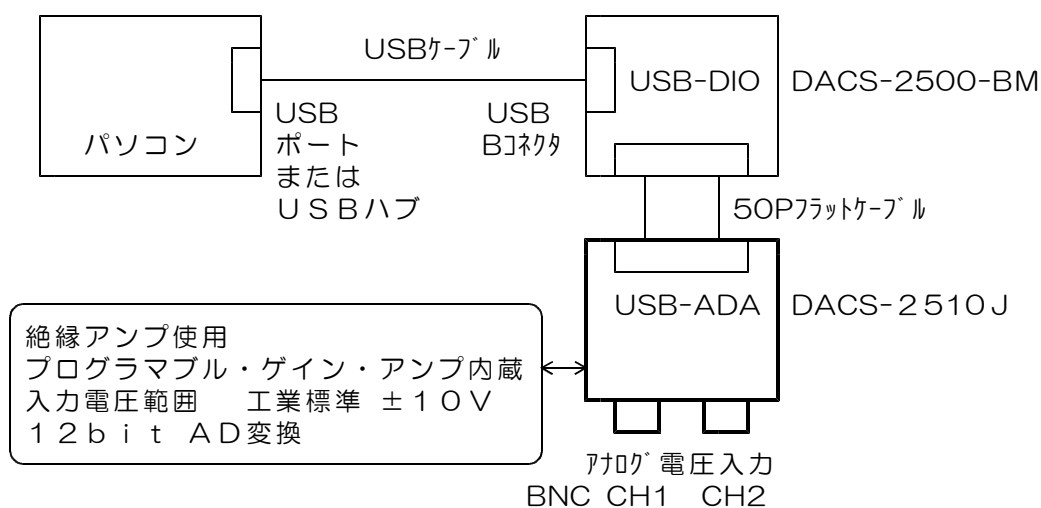 USBｹｰﾌﾞﾙ
USB-DIO
DACS-2500-BM
パソコン
USB
ポート
または
ＵＳＢハブ
USB
Bｺﾈｸﾀ
50Pﾌﾗｯﾄｹｰﾌﾞﾙ
USB-ADA
DACS-２５１０Ｊ
絶縁アンプ使用
プログラマブル・ゲイン・アンプ内蔵
入力電圧範囲　工業標準 ±１０Ｖ
１２ｂｉｔ ＡＤ変換
ｱﾅﾛｸﾞ電圧入力
BNC CH1 CH2